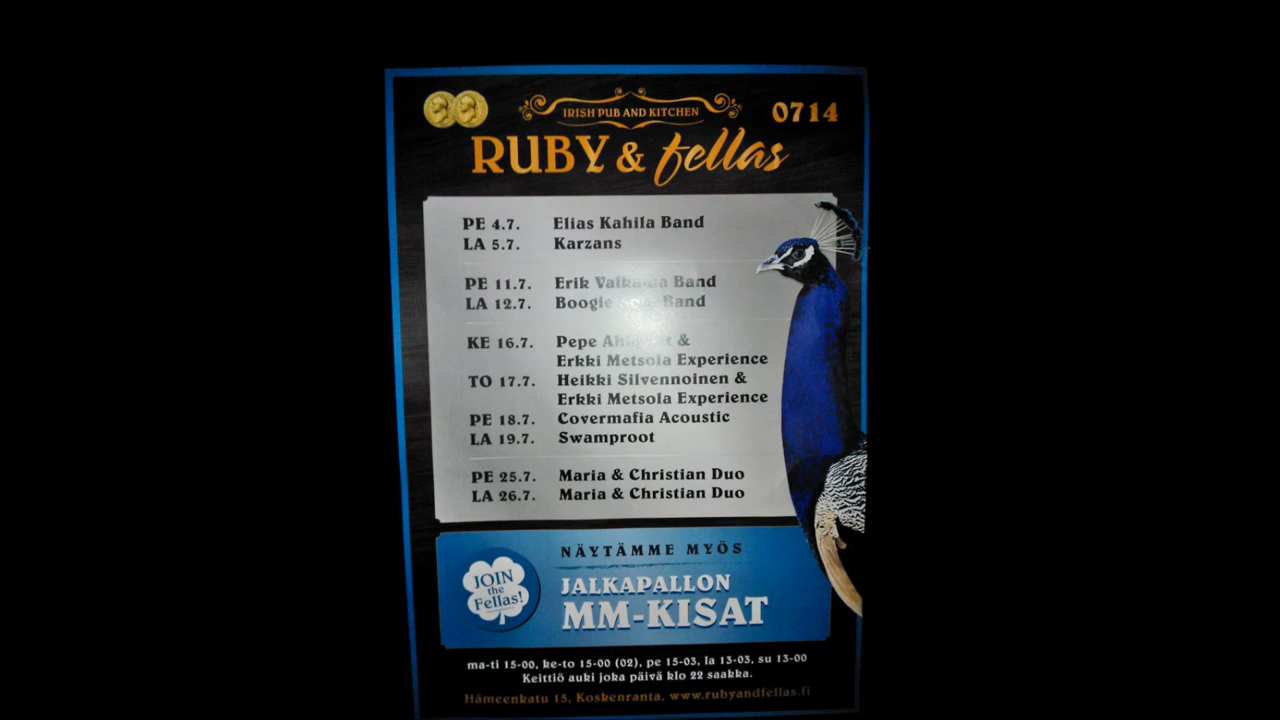 IRISH PUB AND KITCHEN
0714
RUBY & fellas
PE 4.7. Elias Kahila Band
LA 5.7. Karzans
PE 11.7. Erik Band
LA 12.7. Boogie Band
KE 16.7. Pepe &
Erkki Metsola Experience
TO 17.7. Heikki Silvennoinen &
Erkki Metsola Experience
PE 18.7. Covermafia Acoustic
LA 19.7. Swamproot
PE 25.7. Maria & Christian Duo
LA 26.7. Maria & Christian Duo
NÄYTÄMME MYÖS
JALKAPALLON
MM-KISAT
JOIN
the
Fellas!
ma-ti 15-00, ke-to 15-00 (02), pe 15-03, la 13-03, su 13-00
Keittiö auki joka päivä klo 22 saakka.
Hämeenkatu 15, Koskenranta, www.rubyandfellas.fi